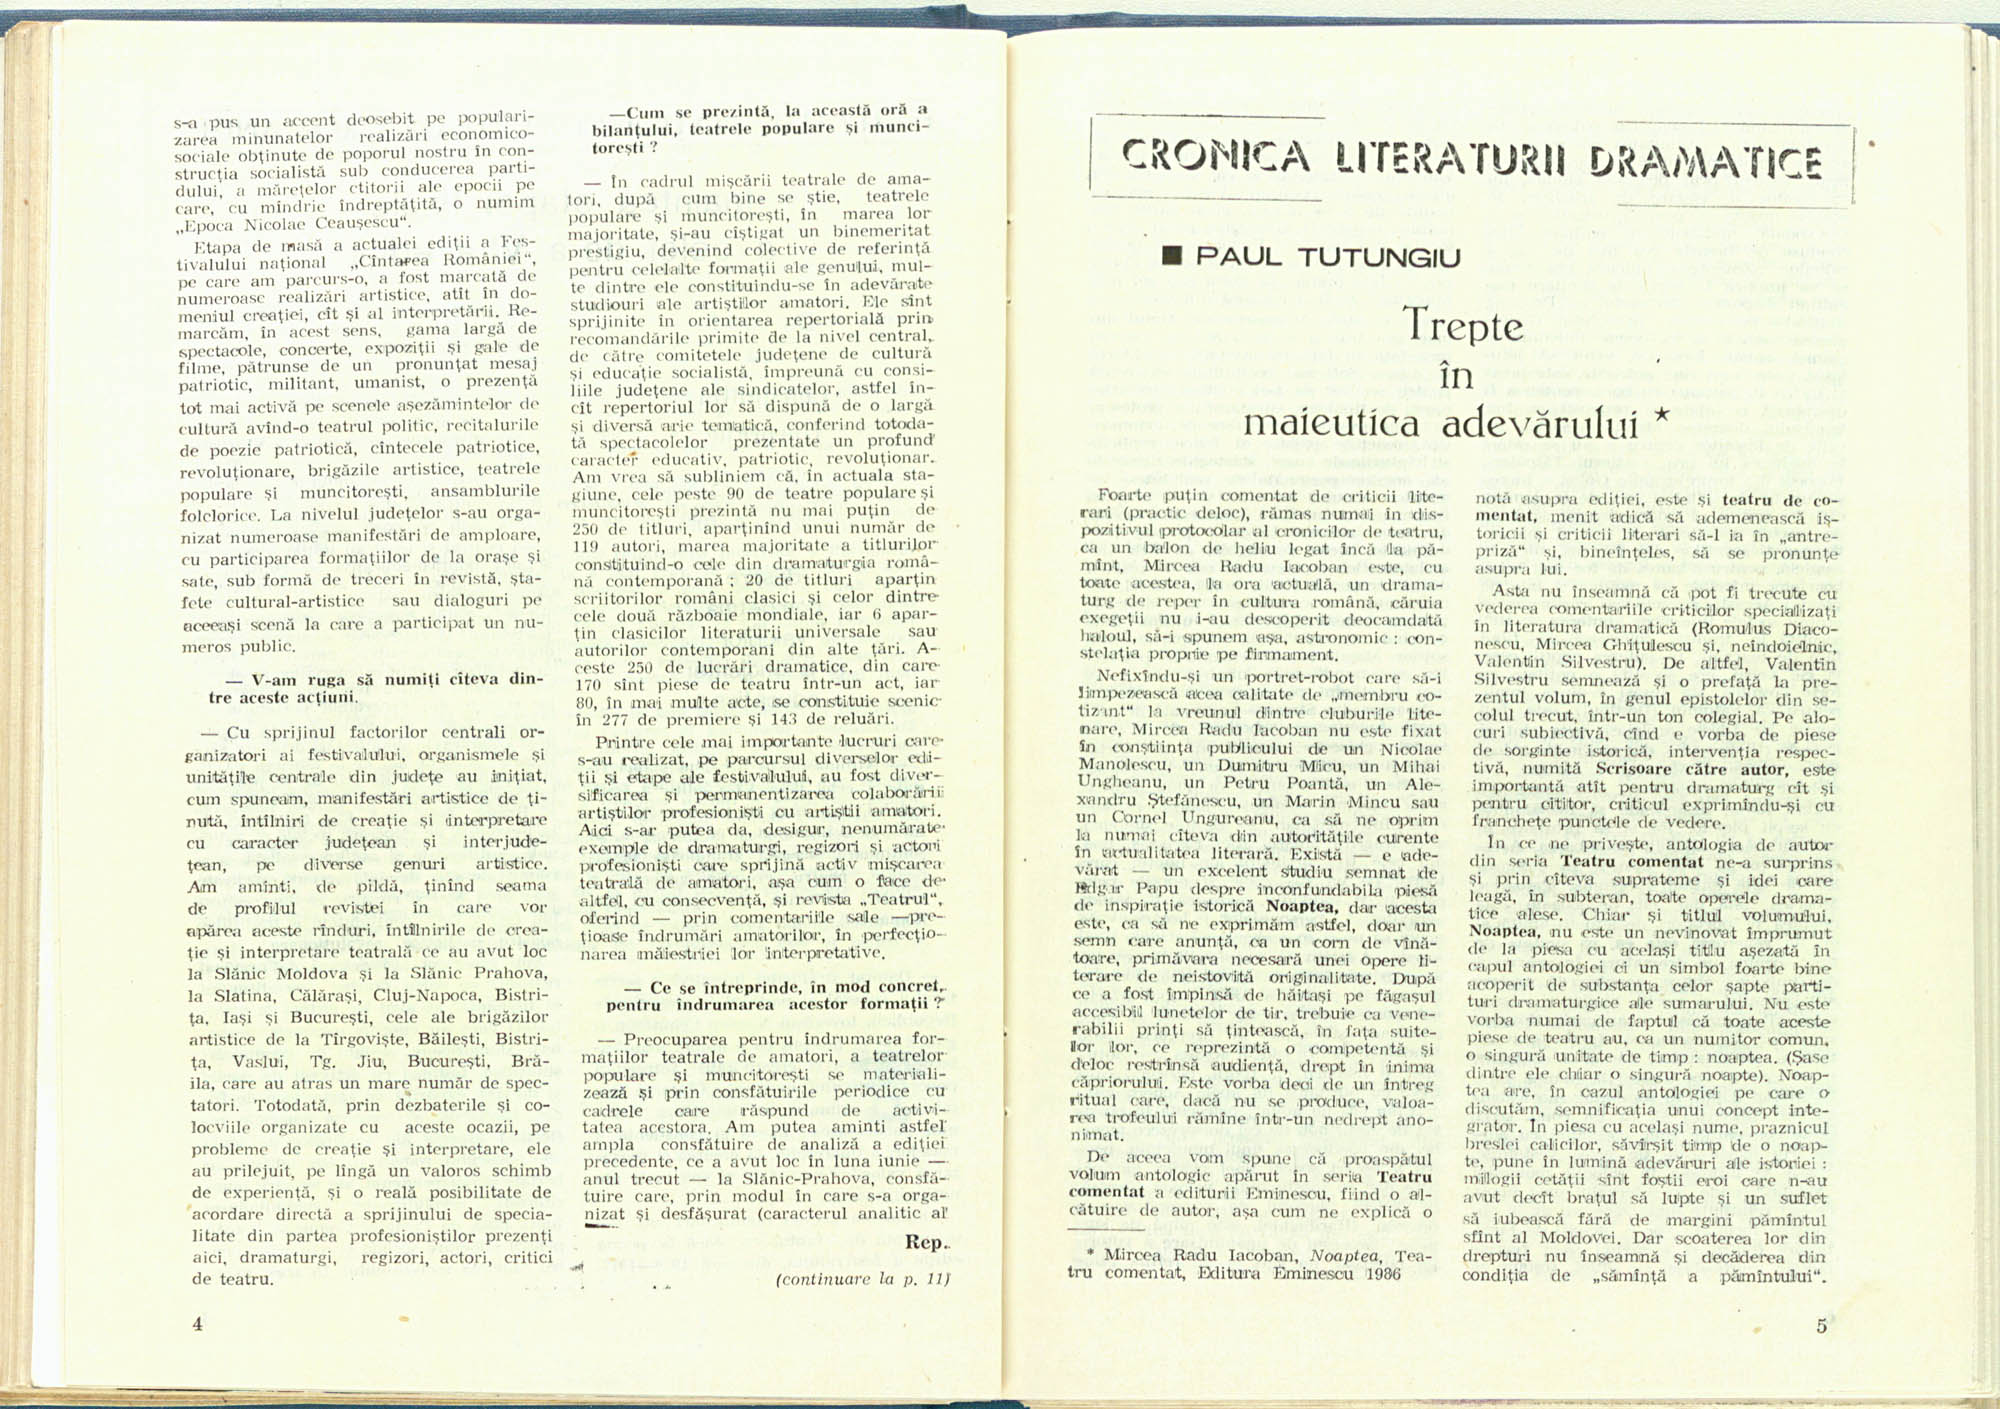 s-a pus un accent deosebit pe populari-
zarea minunatelor realizări economico-
sociale obținute de poporul nostru în con-
strucția socialistă sub conducerea parti-
dului, a mărețelor ctitorii ale epocii pe
care, cu mîndrie îndreptățită, o numim
„Epoca Nicolae Ceaușescu“.
Etapa de masă a actualei ediții a Fes-
tivalului național „Cîntarea României“,
pe care am parcurs-o, a fost marcată de
numeroase realizări artistice, atît în do-
meniul creației, cît și al interpretării. Re-
marcăm, în acest sens, gama largă de
spectacole, concerte, expoziții și gale de
filme, pătrunse de un pronunțat mesaj
patriotic, militant, umanist, o prezență
tot mai activă pe scenele așezămintelor de
cultură avînd-o teatrul politic, recitalurile
de poezie patriotică, cîntecele patriotice,
revoluționare, brigăzile artistice, teatrele
populare și muncitorești, ansamblurile
folclorice. La nivelul județelor s-au orga-
nizat numeroase manifestări de amploare,
cu participarea formațiilor de la orașe și
sate, sub formă de treceri în revistă, șta-
fete cultural-artistice sau dialoguri pe
aceeași scenă la care a participat un nu-
meros public.
— V-am ruga să numiți cîteva din-
tre aceste acțiuni.
— Cu sprijinul factorilor centrali or-
ganizatori ai festivalului, organismele și
unitățile centrale din județe au inițiat,
cum spuneam, manifestări artistice de ți-
nută, întîlniri de creație și interpretare
cu caracter județean și interjude-
țean, pe diverse genuri artistice.
Am aminti, de pildă, ținînd seama
de profilul revistei în care vor
apărea aceste rînduri, întîlnirile de crea-
ție și interpretare teatrală ce au avut loc
la Slănic Moldova și la Slănic Prahova,
la Slatina, Călărași, Cluj-Napoca, Bistri-
ța, Iași și București, cele ale brigăzilor
artistice de la Tîrgoviște, Băilești, Bistri-
ța, Vaslui, Tg. Jiu, București, Bră-
ila, care au atras un mare număr de spec-
tatori. Totodată, prin dezbaterile și co-
locviile organizate cu aceste ocazii, pe
probleme de creație și interpretare, ele
au prilejuit, pe lîngă un valoros schimb
de experiență, și o reală posibilitate de
acordare directă a sprijinului de specia-
litate din partea profesioniștilor prezenți
aici, dramaturgi, regizori, actori, critici
de teatru.
4
—Cum se prezintă, la această oră a
bilanțului, teatrele populare și munci-
torești ?
— În cadrul mișcării teatrale de ama-
tori, după cum bine se știe, teatrele
populare și muncitorești, în marea lor
majoritate, și-au cîștigat un binemeritat
prestigiu, devenind colective de referință
pentru celelalte formații ale genului, mul-
te dintre ele constituindu-se în adevărate
studiouri ale artiștilor amatori. Ele sînt
sprijinite în orientarea repertorială prin
recomandările primite de la nivel central,
de către comitetele județene de cultură
și educație socialistă, împreună cu consi-
liile județene ale sindicatelor, astfel în-
cît repertoriul lor să dispună de o largă
și diversă arie tematică, conferind totoda-
tă spectacolelor prezentate un profund
caracter educativ, patriotic, revoluționar.
Am vrea să subliniem că, în actuala sta-
giune, cele peste 90 de teatre populare și
muncitorești prezintă nu mai puțin de
250 de titluri, aparținînd unui număr de
119 autori, marea majoritate a titlurilor
constituind-o cele din dramaturgia româ-
nă contemporană ; 20 de titluri aparțin
scriitorilor români clasici și celor dintre
cele două războaie mondiale, iar 6 apar-
țin clasicilor literaturii universale sau
autorilor contemporani din alte țări. A-
ceste 250 de lucrări dramatice, din care
170 sînt piese de teatru într-un act, iar
80, în mai multe acte, se constituie scenic
în 277 de premiere și 143 de reluări.
Printre cele mai importante lucruri care
s-au realizat, pe parcursul diverselor edi-
ții și etape ale festivalului, au fost diver-
sificarea și permanentizarea colaborării
artiștilor profesioniști cu artiștii amatori.
Aici s-ar putea da, desigur, nenumărate
exemple de dramaturgi, regizori și actori
profesioniști care sprijină activ mișcarea
teatrală de amatori, așa cum o face de
altfel, cu consecvență, și revista „Teatrul“,
oferind — prin comentariile sale —pre-
țioase îndrumări amatorilor, în perfecțio-
narea măiestriei lor interpretative.
— Ce se întreprinde, în mod concret,
pentru îndrumarea acestor formații ?
— Preocuparea pentru îndrumarea for-
mațiilor teatrale de amatori, a teatrelor
populare și muncitorești se materiali-
zează și prin consfătuirile periodice cu
cadrele care răspund de activi-
tatea acestora. Am putea aminti astfel
ampla consfătuire de analiză a ediției
precedente, ce a avut loc în luna iunie —
anul trecut — la Slănic-Prahova, consfă-
tuire care, prin modul în care s-a orga-
nizat și desfășurat (caracterul analitic al
Rep.
(continuare la p. 11)
CRONICA LITERATURII DRAMATICE
■ PAUL TUTUNGIU
Trepte
în
maieutica adevărului *
Foarte puțin comentat de criticii lite-
rari (practic deloc), rămas numai în dis-
pozitivul protocolar al cronicilor de teatru,
ca un balon de heliu legat încă la pă-
mînt, Mircea Radu Iacoban este, cu
toate acestea, la ora actuală, un drama-
turg de reper în cultura română, căruia
exegeții nu i-au descoperit deocamdată
haloul, să-i spunem așa, astronomic : con-
stelația proprie pe firmament.
Nefixîndu-și un portret-robot care să-i
limpezească acea calitate de „membru co-
tizant“ la vreunul dintre cluburile lite-
rare, Mircea Radu Iacoban nu este fixat
în conștiința publicului de un Nicolae
Manolescu, un Dumitru Micu, un Mihai
Ungheanu, un Petru Poantă, un Ale-
xandru Ștefănescu, un Marin Mincu sau
un Cornel Ungureanu, ca să ne oprim
la numai cîteva din autoritățile curente
în actualitatea literară. Există — e ade-
vărat — un excelent studiu semnat de
Edgar Papu despre inconfundabila piesă
de inspirație istorică Noaptea, dar acesta
este, ca să ne exprimăm astfel, doar un
semn care anunță, ca un corn de vînă-
toare, primăvara necesară unei opere li-
terare de neistovită originalitate. După
ce a fost împinsă de hăitași pe făgașul
accesibil lunetelor de tir, trebuie ca vene-
rabilii prinți să țintească, în fața suite-
lor lor, ce reprezintă o competentă și
deloc restrînsă audiență, drept în inima
căpriorului. Este vorba deci de un întreg
ritual care, dacă nu se produce, valoa-
rea trofeului rămîne într-un nedrept ano-
nimat.
De aceea vom spune că proaspătul
volum antologic apărut în seria Teatru
comentat a editurii Eminescu, fiind o al-
cătuire de autor, așa cum ne explică o
* Mircea Radu Iacoban, Noaptea, Tea-
tru comentat, Editura Eminescu 1986
notă asupra ediției, este și teatru de co-
mentat, menit adică să ademenească is-
toricii și criticii literari să-l ia în „antre-
priză“ și, bineînțeles, să se pronunțe
asupra lui.
Asta nu înseamnă că pot fi trecute cu
vederea comentariile criticilor specializați
în literatura dramatică (Romulus Diaco-
nescu, Mircea Ghițulescu și, neîndoielnic,
Valentin Silvestru). De altfel, Valentin
Silvestru semnează și o prefață la pre-
zentul volum, în genul epistolelor din se-
colul trecut, într-un ton colegial. Pe alo-
curi subiectivă, cînd e vorba de piese
de sorginte istorică, intervenția respec-
tivă, numită Scrisoare către autor, este
importantă atît pentru dramaturg cît și
pentru cititor, criticul exprimîndu-și cu
franchețe punctele de vedere.
În ce ne privește, antologia de autor
din seria Teatru comentat ne-a surprins
și prin cîteva suprateme și idei care
leagă, în subteran, toate operele drama-
tice alese. Chiar și titlul volumului,
Noaptea, nu este un nevinovat împrumut
de la piesa cu același titlu așezată în
capul antologiei ci un simbol foarte bine
acoperit de substanța celor șapte parti-
turi dramaturgice ale sumarului. Nu este
vorba numai de faptul că toate aceste
piese de teatru au, ca un numitor comun,
o singură unitate de timp : noaptea. (Șase
dintre ele chiar o singură noapte). Noap-
tea are, în cazul antologiei pe care o
discutăm, semnificația unui concept inte-
grator. În piesa cu același nume, praznicul
breslei calicilor, săvîrșit timp de o noap-
te, pune în lumină adevăruri ale istoriei :
milogii cetății sînt foștii eroi care n-au
avut decît brațul să lupte și un suflet
să iubească fără de margini pămîntul
sfînt al Moldovei. Dar scoaterea lor din
drepturi nu înseamnă și decăderea din
condiția de „sămînță a pămîntului“.
5